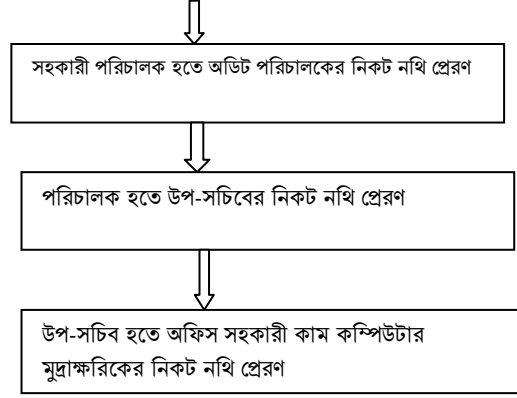 সহকারী পরিচালক হতে অডিট পরিচালকের নিকট নথি প্রেরণ
পরিচালক হতে উপ-সচিবের নিকট নথি প্রেরণ
উপ-সচিব হতে অফিস সহকারী কাম কম্পিউটার
মুদ্রাক্ষরিকের নিকট নথি প্রেরণ